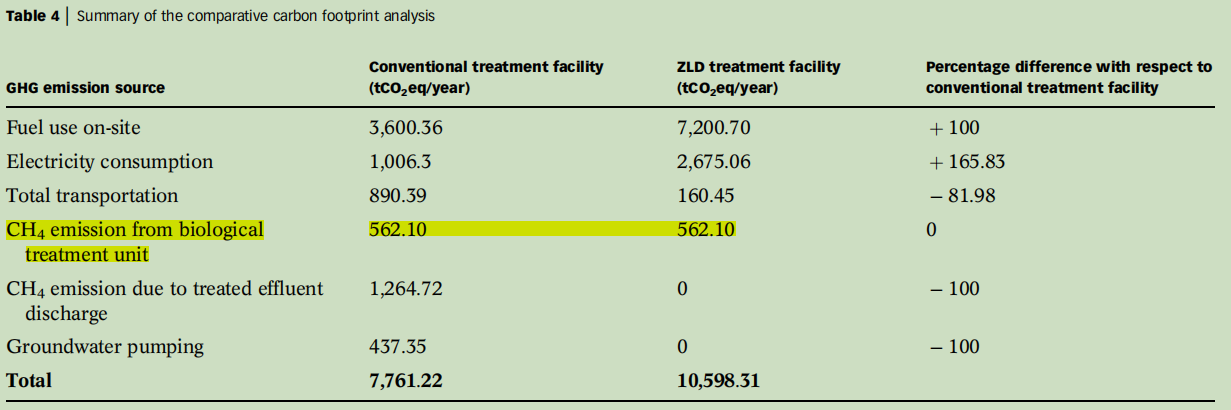 Table 4 | Summary of the comparative carbon footprint analysis
GHG emission source Conventional treatment facility (tCO₂eq/year) ZLD treatment facility (tCO₂eq/year) Percentage difference with respect to conventional treatment facility
Fuel use on-site 3,600.36 7,200.70 + 100
Electricity consumption 1,006.3 2,675.06 + 165.83
Total transportation 890.39 160.45 − 81.98
CH₄ emission from biological treatment unit 562.10 562.10 0
CH₄ emission due to treated effluent discharge 1,264.72 0 − 100
Groundwater pumping 437.35 0 − 100
Total 7,761.22 10,598.31